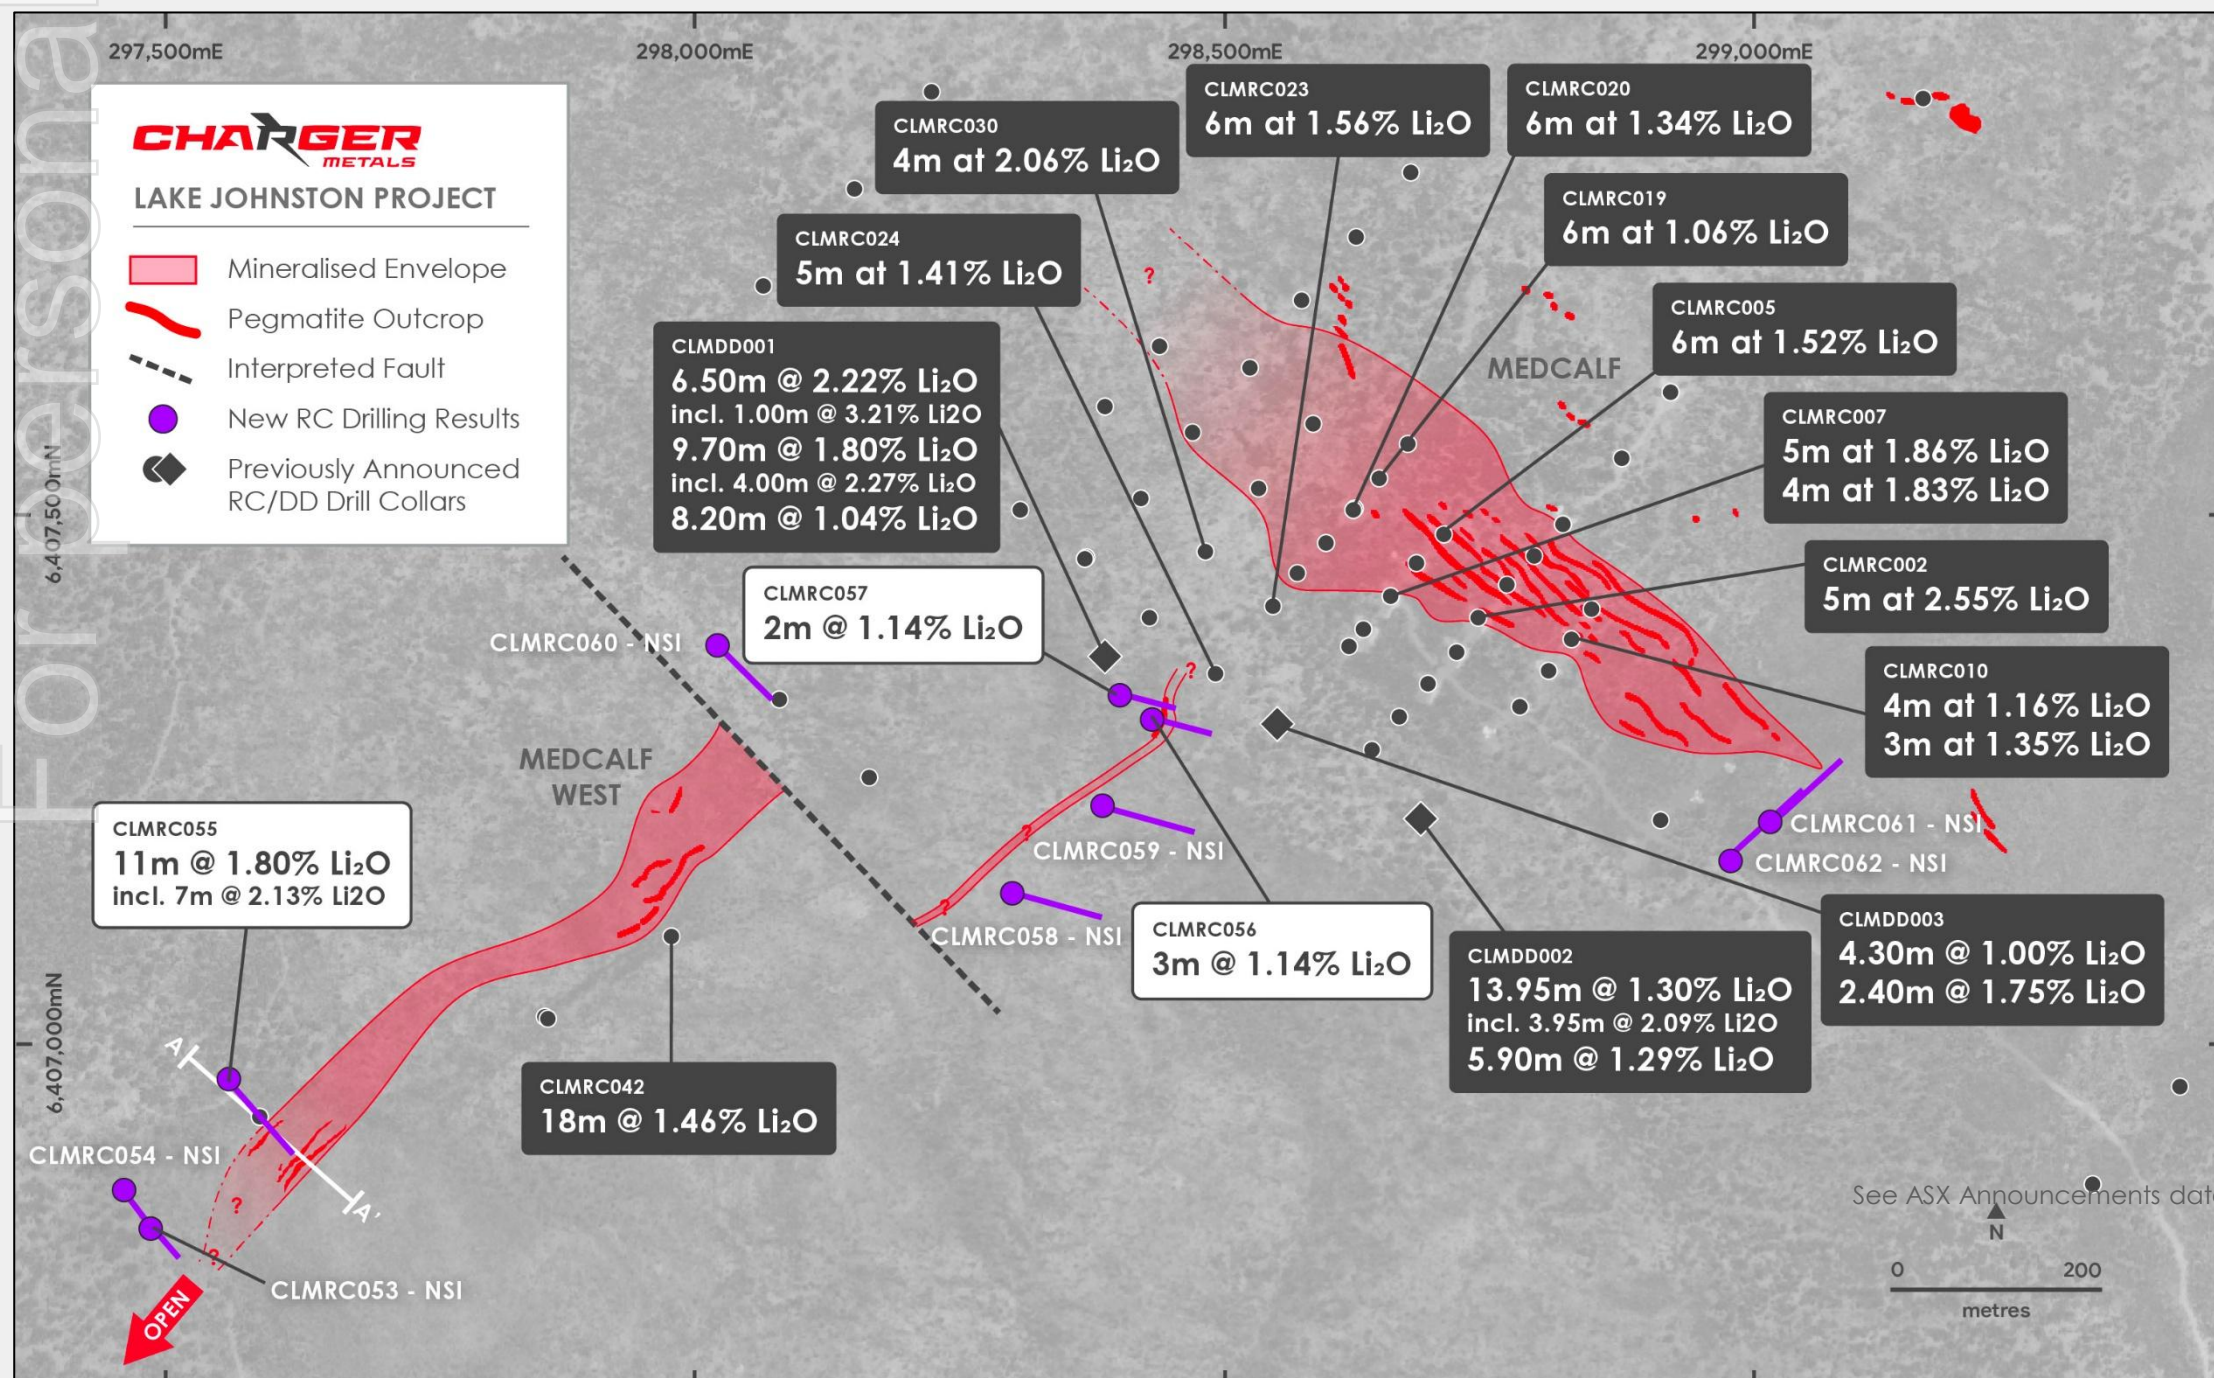 For persona
297,500mE
298,000mE
298,500mE
299,000mE
CHARGER
METALS
LAKE JOHNSTON PROJECT
Mineralised Envelope
Pegmatite Outcrop
Interpreted Fault
New RC Drilling Results
Previously Announced
RC/DD Drill Collars
6,407,500mN
6,407,000mN
CLMRC030
4m at 2.06% Li₂O
CLMRC023
6m at 1.56% Li₂O
CLMRC020
6m at 1.34% Li₂O
CLMRC024
5m at 1.41% Li₂O
CLMRC019
6m at 1.06% Li₂O
CLMDD001
6.50m @ 2.22% Li₂O
incl. 1.00m @ 3.21% Li2O
9.70m @ 1.80% Li₂O
incl. 4.00m @ 2.27% Li₂O
8.20m @ 1.04% Li₂O
CLMRC005
6m at 1.52% Li₂O
?
MEDCALF
CLMRC007
5m at 1.86% Li₂O
4m at 1.83% Li₂O
CLMRC002
5m at 2.55% Li₂O
CLMRC057
2m @ 1.14% Li₂O
CLMRC060 - NSI
?
CLMRC010
4m at 1.16% Li₂O
3m at 1.35% Li₂O
MEDCALF
WEST
CLMRC055
11m @ 1.80% Li₂O
incl. 7m @ 2.13% Li2O
?
CLMRC059 - NSI
CLMRC061 - NSI
CLMRC062 - NSI
?
CLMRC058 - NSI
CLMRC056
3m @ 1.14% Li₂O
CLMDD002
13.95m @ 1.30% Li₂O
incl. 3.95m @ 2.09% Li2O
5.90m @ 1.29% Li₂O
CLMDD003
4.30m @ 1.00% Li₂O
2.40m @ 1.75% Li₂O
A
CLMRC042
18m @ 1.46% Li₂O
CLMRC054 - NSI
?
A'
?
CLMRC053 - NSI
OPEN
See ASX Announcements dat
N
0 200
metres